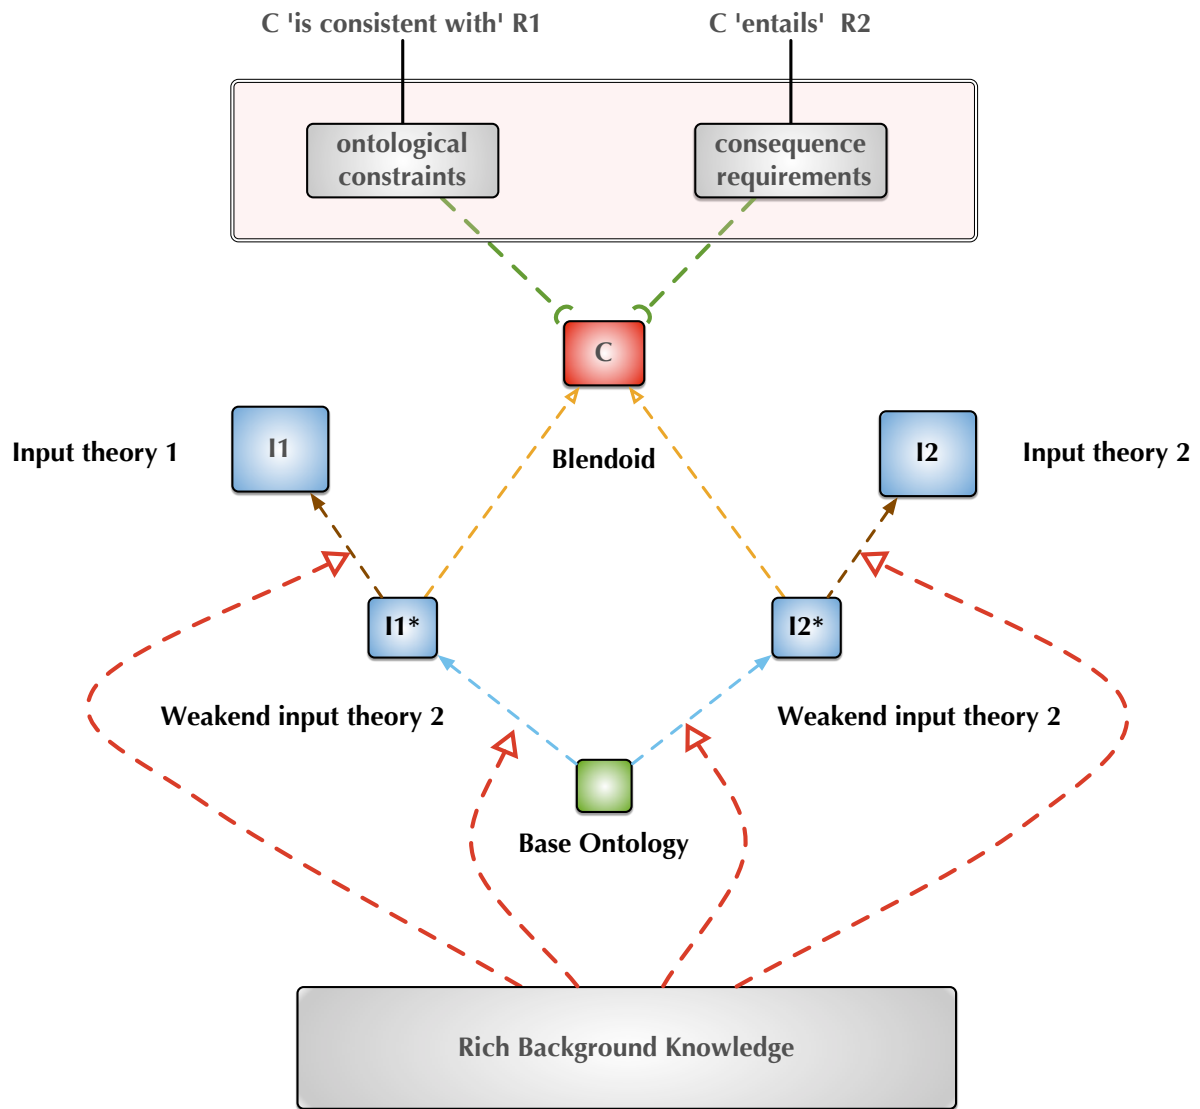 C 'is consistent with' R1
C 'entails' R2
ontological
constraints
consequence
requirements
C
Input theory 1
I1
Blendoid
I2
Input theory 2
I1*
I2*
Weakend input theory 2
Weakend input theory 2
Base Ontology
Rich Background Knowledge